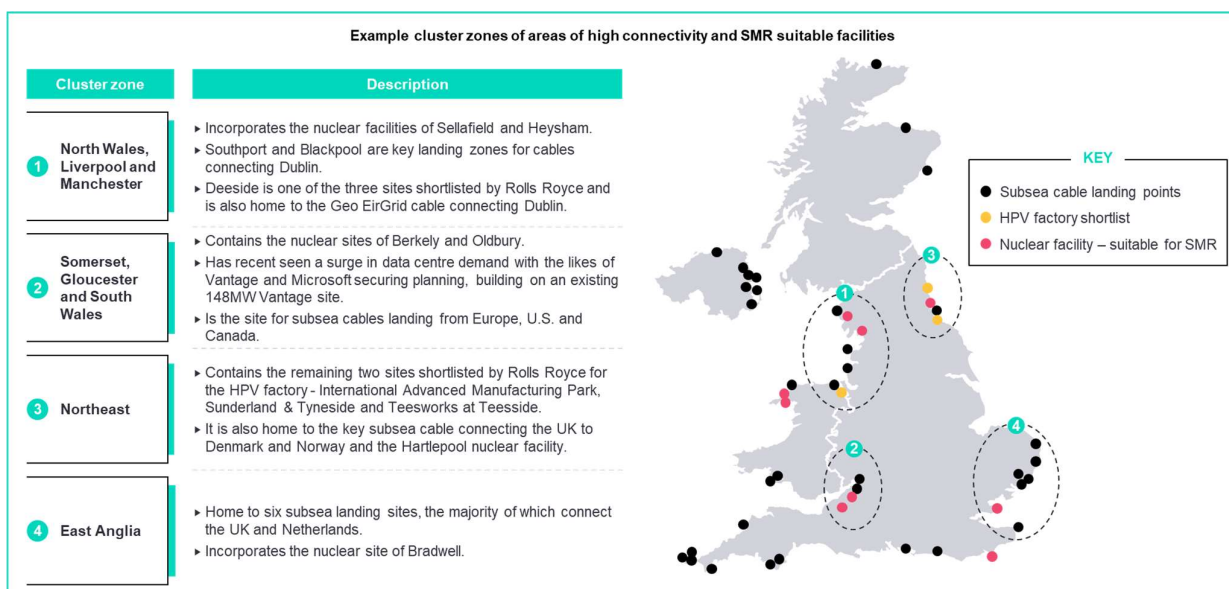 Example cluster zones of areas of high connectivity and SMR suitable facilities
Cluster zone
Description
1
North Wales,
Liverpool and
Manchester
▸ Incorporates the nuclear facilities of Sellafield and Heysham.
▸ Southport and Blackpool are key landing zones for cables
connecting Dublin.
▸ Deeside is one of the three sites shortlisted by Rolls Royce and
is also home to the Geo EirGrid cable connecting Dublin.
2
Somerset,
Gloucester
and South
Wales
▸ Contains the nuclear sites of Berkely and Oldbury.
▸ Has recent seen a surge in data centre demand with the likes of
Vantage and Microsoft securing planning, building on an existing
148MW Vantage site.
▸ Is the site for subsea cables landing from Europe, U.S. and
Canada.
3
Northeast
▸ Contains the remaining two sites shortlisted by Rolls Royce for
the HPV factory - International Advanced Manufacturing Park,
Sunderland & Tyneside and Teesworks at Teesside.
▸ It is also home to the key subsea cable connecting the UK to
Denmark and Norway and the Hartlepool nuclear facility.
4
East Anglia
▸ Home to six subsea landing sites, the majority of which connect
the UK and Netherlands.
▸ Incorporates the nuclear site of Bradwell.
KEY
Subsea cable landing points
HPV factory shortlist
Nuclear facility – suitable for SMR
3
1
4
2